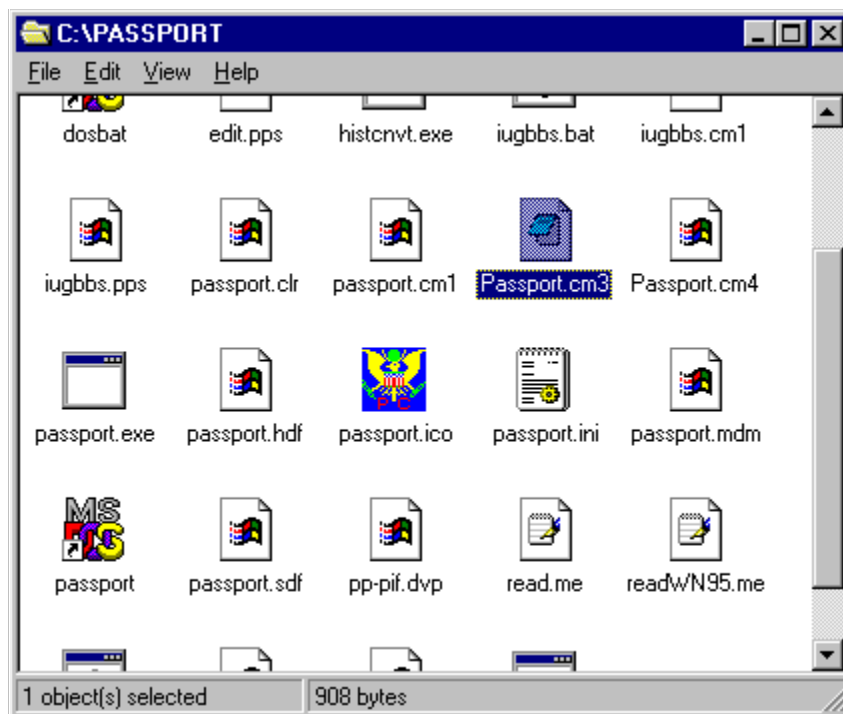 C:\PASSPORT
File Edit View Help
dosbat edit.pps histcnvt.exe iugbbs.bat iugbbs.cm1
iugbbs.pps passport.clr passport.cm1 Passport.cm3 Passport.cm4
PC
passport.exe passport.hdf passport.ico passport.ini passport.mdm
MS
passport passport.sdf pp-pif.dvp read.me readWN95.me
1 object(s) selected 908 bytes